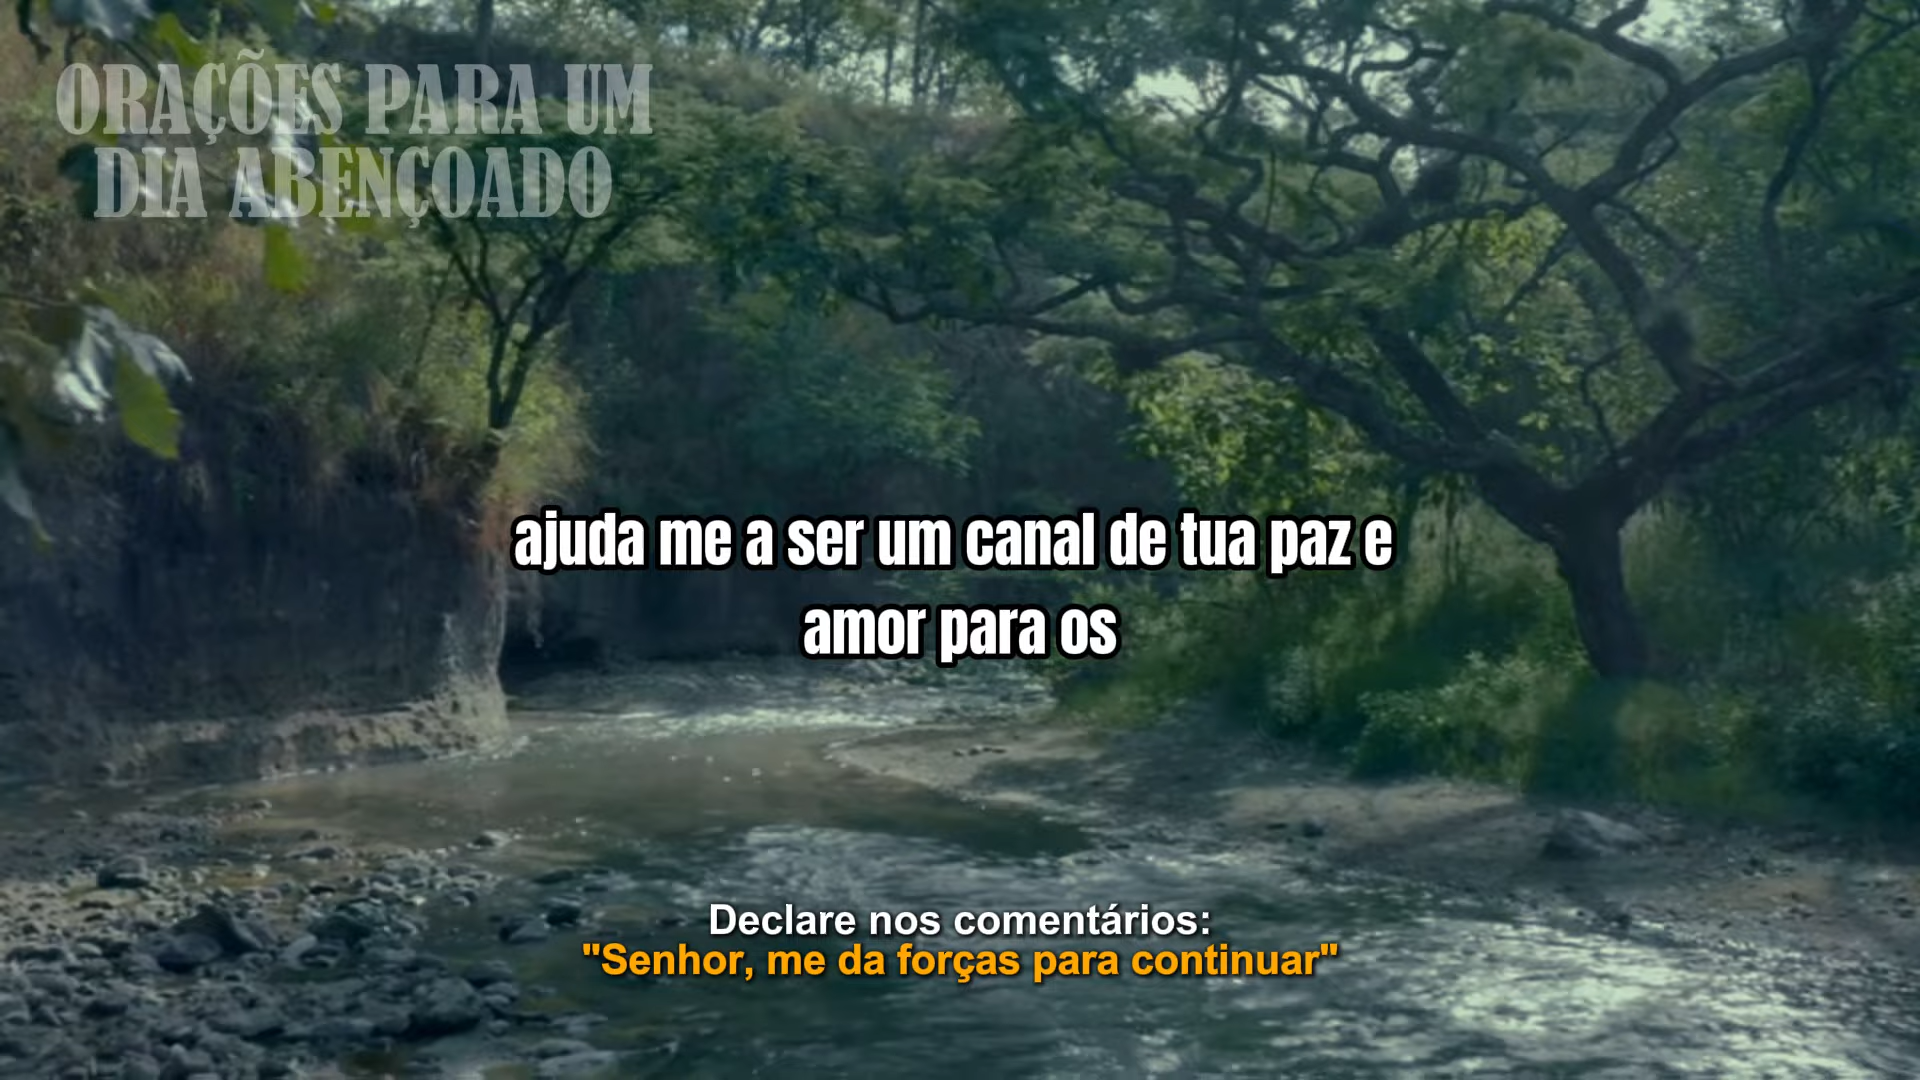 ORAÇÕES PARA UM
DIA ABENÇOADO
ajuda me a ser um canal de tua paz e
amor para os
Declare nos comentários:
"Senhor, me da forças para continuar"